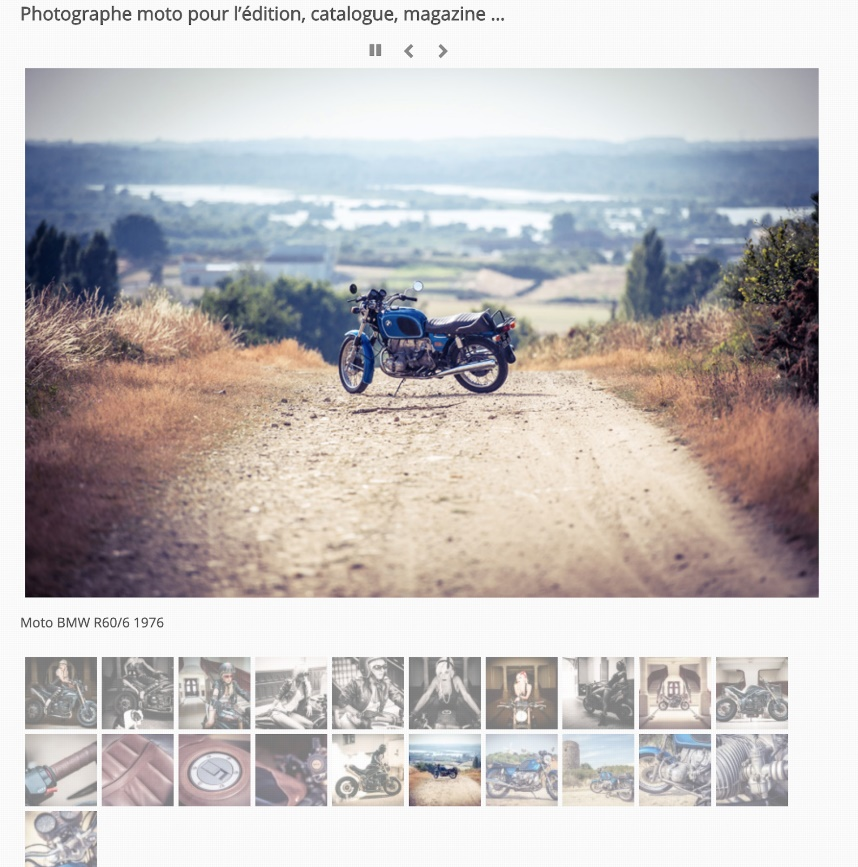 Photographe moto pour l’édition, catalogue, magazine ...
Moto BMW R60/6 1976